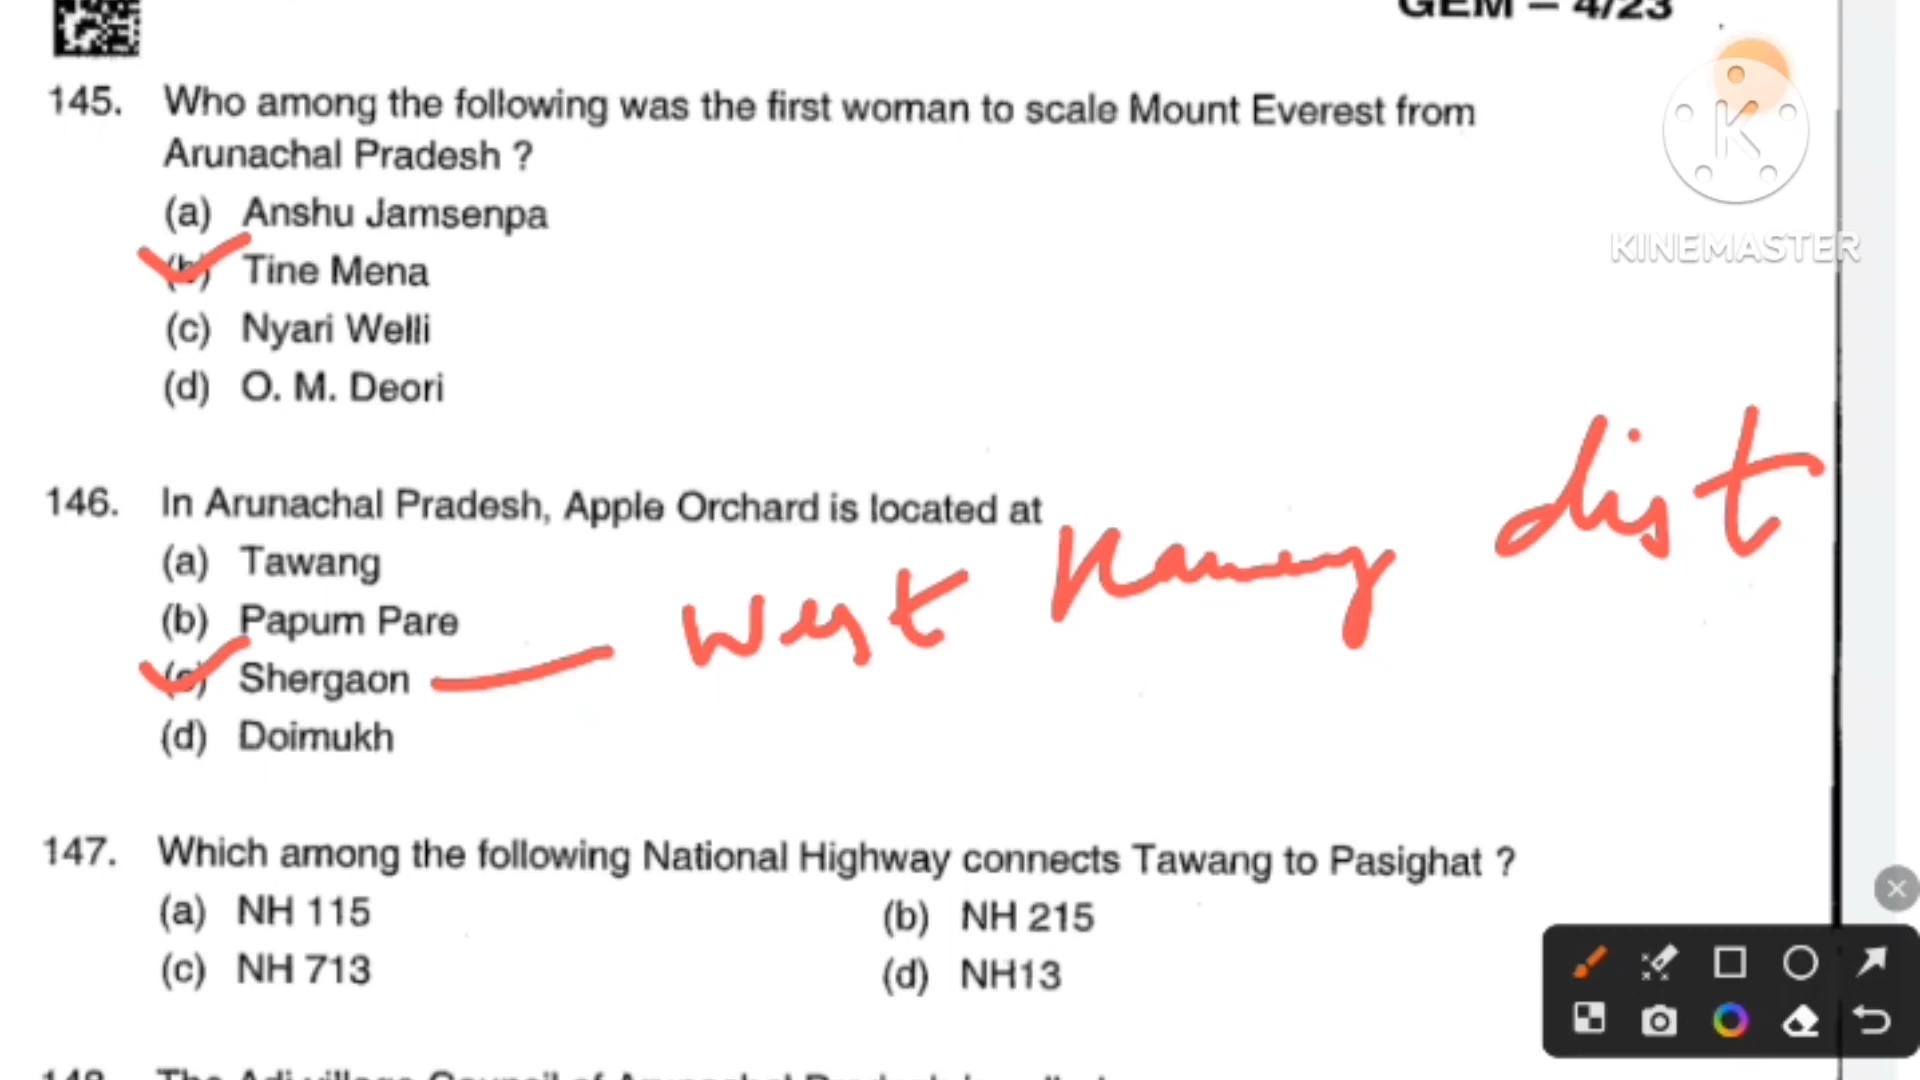 GEM – 4/23
145. Who among the following was the first woman to scale Mount Everest from
Arunachal Pradesh ?
(a) Anshu Jamsenpa
(b) Tine Mena
(c) Nyari Welli
(d) O. M. Deori
KINEMASTER
146. In Arunachal Pradesh, Apple Orchard is located at
(a) Tawang
(b) Papum Pare
(c) Shergaon — West Kameng dist
(d) Doimukh
147. Which among the following National Highway connects Tawang to Pasighat ?
(a) NH 115 (b) NH 215
(c) NH 713 (d) NH13